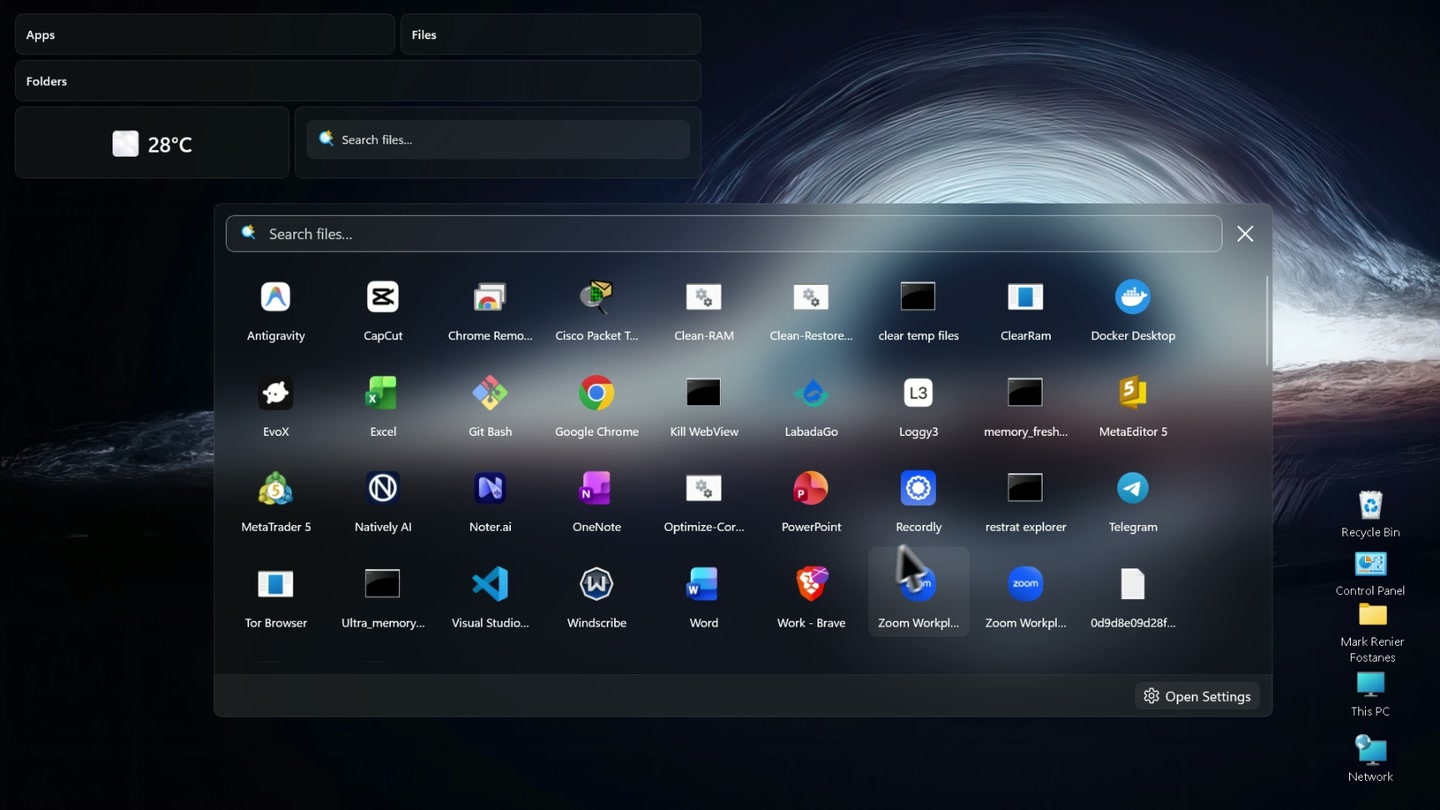 Apps
Files
Folders
28°C
Search files...
Search files...
Antigravity
CapCut
Chrome Remo...
Cisco Packet T...
Clean-RAM
Clean-Restore...
clear temp files
ClearRam
Docker Desktop
EvoX
Excel
Git Bash
Google Chrome
Kill WebView
LabadaGo
L3
Loggy3
memory_fresh...
MetaEditor 5
MetaTrader 5
Natively AI
Noter.ai
OneNote
Optimize-Cor...
PowerPoint
Recordly
restrat explorer
Telegram
Tor Browser
Ultra_memory...
Visual Studio...
Windscribe
Word
Work - Brave
Zoom Workpl...
zoom
Zoom Workpl...
0d9d8e09d28f...
Open Settings
Recycle Bin
Control Panel
Mark Renier
Fostanes
This PC
Network